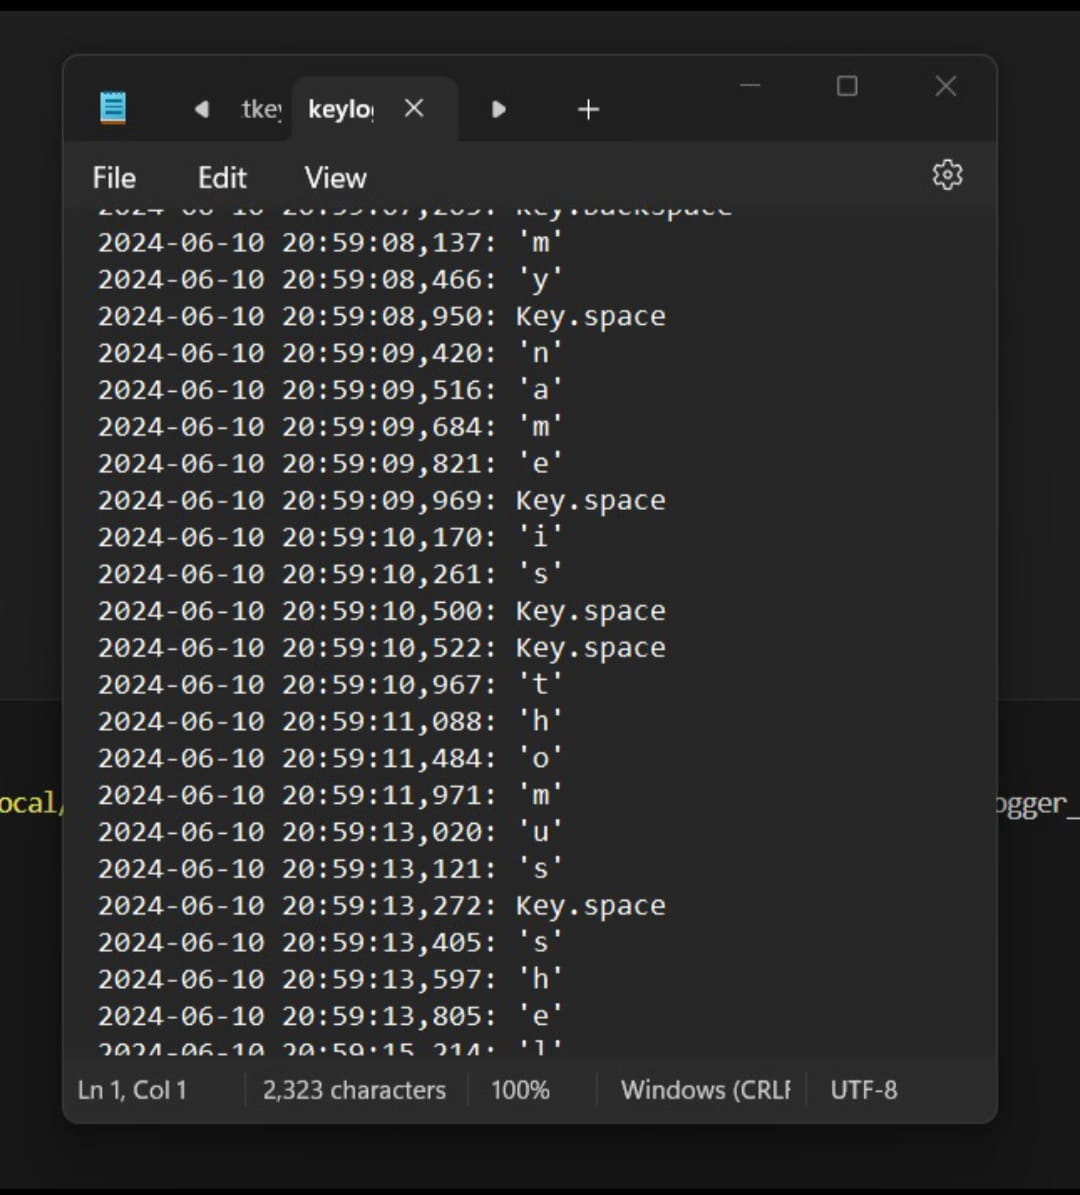 tkey
keylog
File Edit View
2024-06-10 20:59:07,269: Key.backspace
2024-06-10 20:59:08,137: 'm'
2024-06-10 20:59:08,466: 'y'
2024-06-10 20:59:08,950: Key.space
2024-06-10 20:59:09,420: 'n'
2024-06-10 20:59:09,516: 'a'
2024-06-10 20:59:09,684: 'm'
2024-06-10 20:59:09,821: 'e'
2024-06-10 20:59:09,969: Key.space
2024-06-10 20:59:10,170: 'i'
2024-06-10 20:59:10,261: 's'
2024-06-10 20:59:10,500: Key.space
2024-06-10 20:59:10,522: Key.space
2024-06-10 20:59:10,967: 't'
2024-06-10 20:59:11,088: 'h'
2024-06-10 20:59:11,484: 'o'
2024-06-10 20:59:11,971: 'm'
2024-06-10 20:59:13,020: 'u'
2024-06-10 20:59:13,121: 's'
2024-06-10 20:59:13,272: Key.space
2024-06-10 20:59:13,405: 's'
2024-06-10 20:59:13,597: 'h'
2024-06-10 20:59:13,805: 'e'
2024-06-10 20:59:15,214: 'l'
ocal/
ogger_
Ln 1, Col 1 2,323 characters 100% Windows (CRLF UTF-8